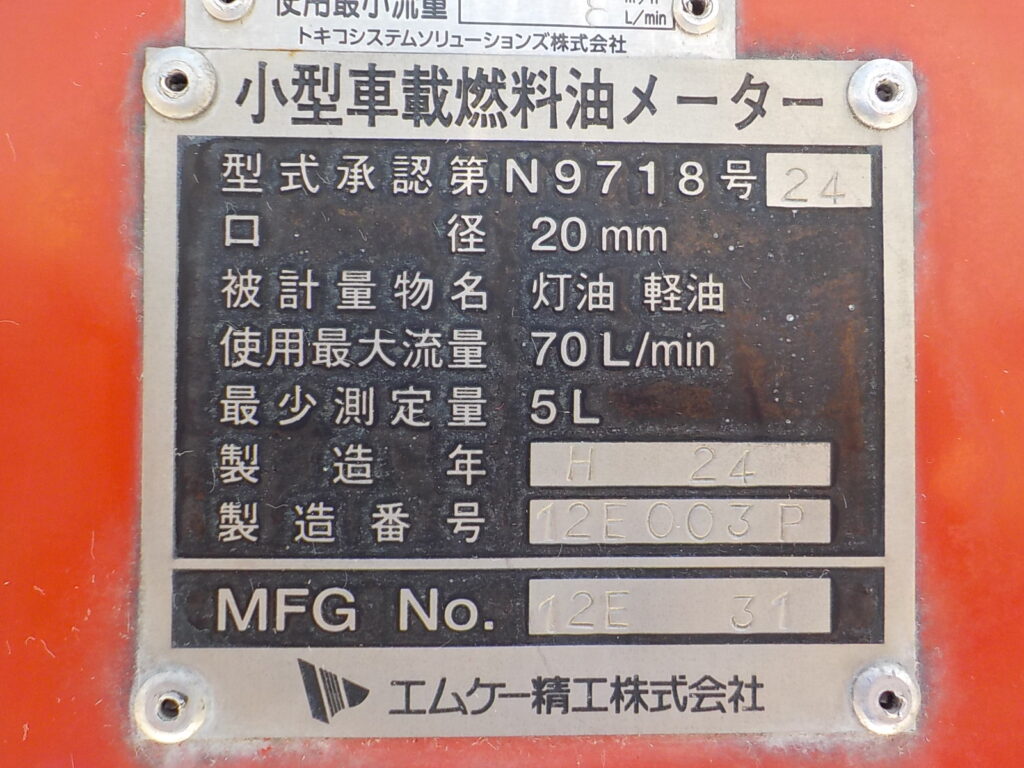 使用最小流量 L/min
トキコシステムソリューションズ株式会社
小型車載燃料油メーター
型式承認第N9718号 24
口径 20 mm
被計量物名 灯油 軽油
使用最大流量 70 L/min
最少測定量 5 L
製造年 H 24
製造番号 12E003P
MFG No. 12E 31
エムケー精工株式会社